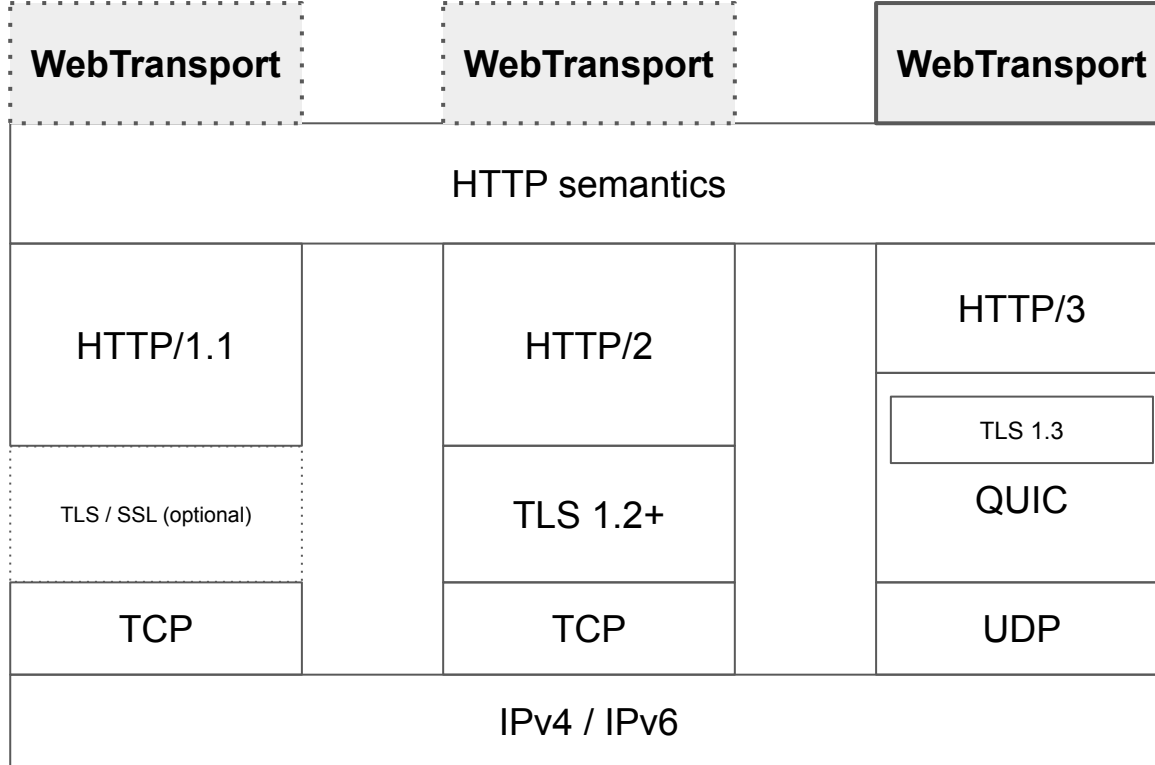 WebTransport
WebTransport
WebTransport
HTTP semantics
HTTP/1.1
HTTP/2
HTTP/3
TLS / SSL (optional)
TLS 1.2+
TLS 1.3
QUIC
TCP
TCP
UDP
IPv4 / IPv6